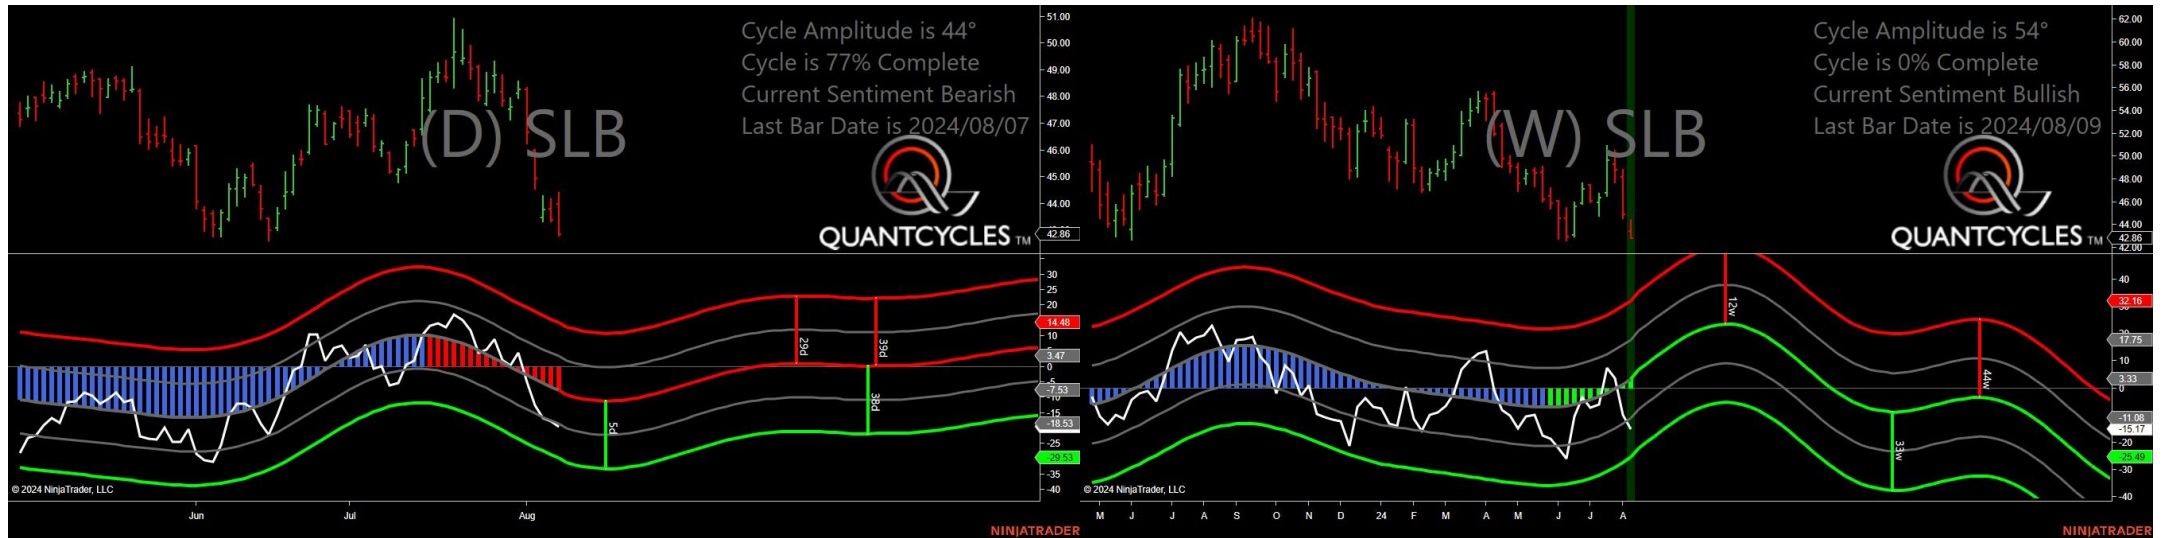 Cycle Amplitude is 44°
Cycle is 77% Complete
Current Sentiment Bearish
Last Bar Date is 2024/08/07
(D) SLB
QUANTCYCLES TM
51.00
50.00
49.00
48.00
47.00
46.00
45.00
44.00
42.86
30
25
20
14.48
10
3.47
0
-7.53
-15
-18.53
-25
-29.53
-35
-40
29d
39d
38d
5d
© 2024 NinjaTrader, LLC
Jun
Jul
Aug
NINJATRADER
Cycle Amplitude is 54°
Cycle is 0% Complete
Current Sentiment Bullish
Last Bar Date is 2024/08/09
(W) SLB
QUANTCYCLES TM
62.00
60.00
58.00
56.00
54.00
52.00
50.00
48.00
46.00
44.00
42.86
42.00
40
32.16
17.75
10
3.33
0
-11.08
-15.17
-20
-25.49
-30
-40
12w
44w
33w
© 2024 NinjaTrader, LLC
M J J A S O N D 24 F M A M J J A
NINJATRADER